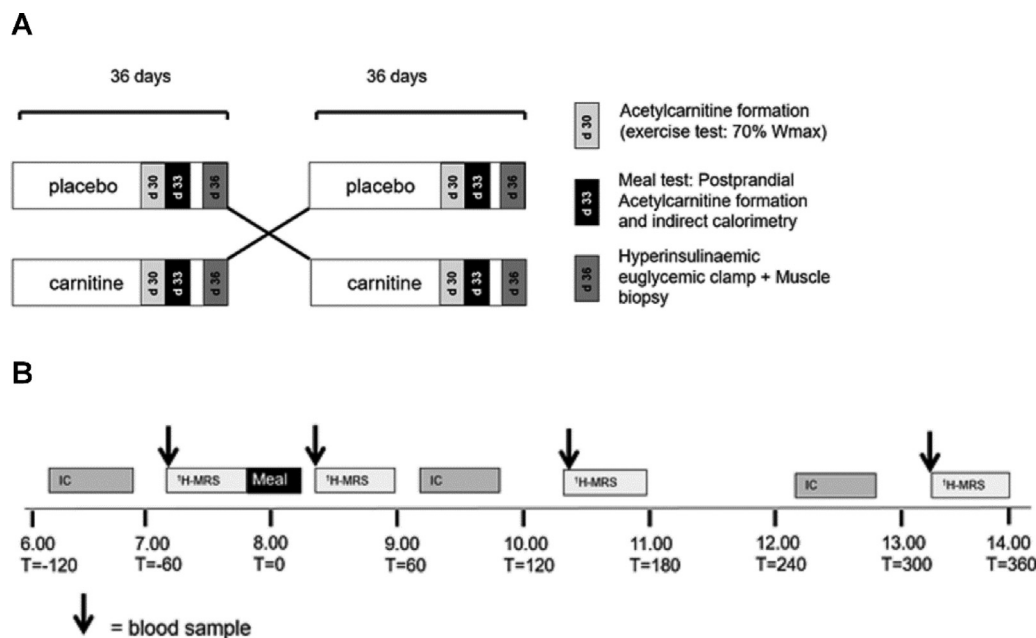 A
36 days
36 days
placebo
d 30
d 33
d 36
placebo
d 30
d 33
d 36
carnitine
d 30
d 33
d 36
carnitine
d 30
d 33
d 36
d 30
Acetylcarnitine formation
(exercise test: 70% Wmax)
d 33
Meal test: Postprandial
Acetylcarnitine formation
and indirect calorimetry
d 36
Hyperinsulinaemic
euglycemic clamp + Muscle
biopsy
B
IC
¹H-MRS
Meal
¹H-MRS
IC
¹H-MRS
IC
¹H-MRS
6.00 7.00 8.00 9.00 10.00 11.00 12.00 13.00 14.00
T=-120 T=-60 T=0 T=60 T=120 T=180 T=240 T=300 T=360
= blood sample